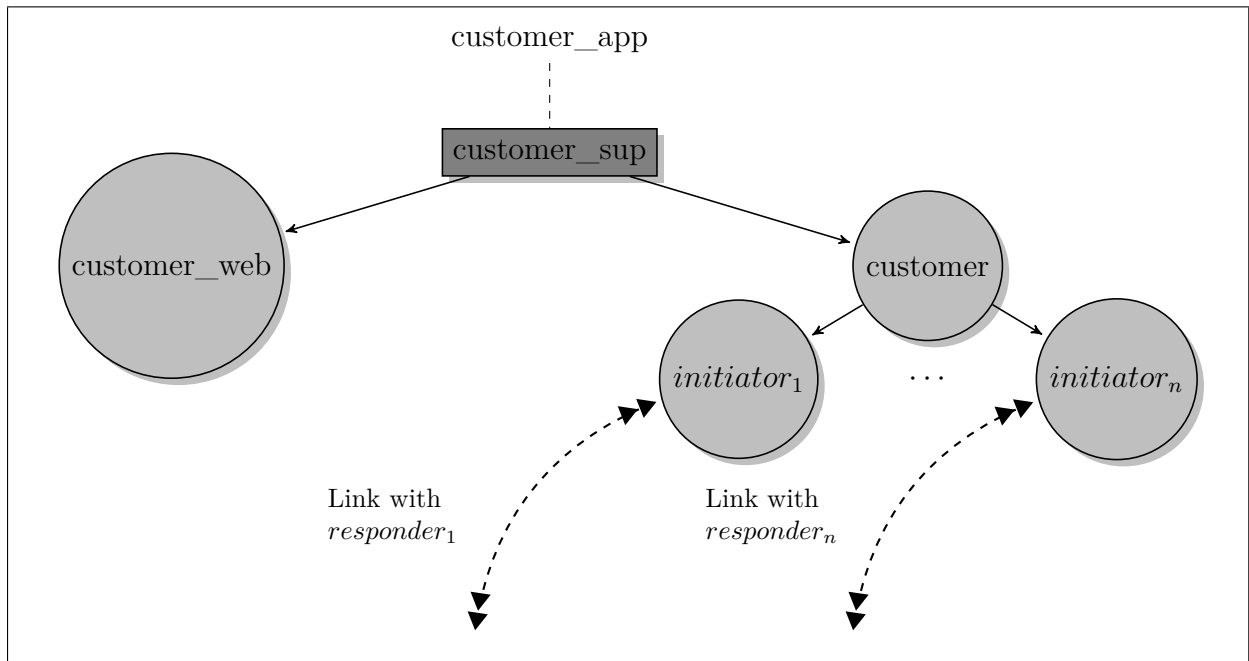 customer_app
customer_sup
customer_web
customer
initiator₁
...
initiatorₙ
Link with
responder₁
Link with
responderₙ